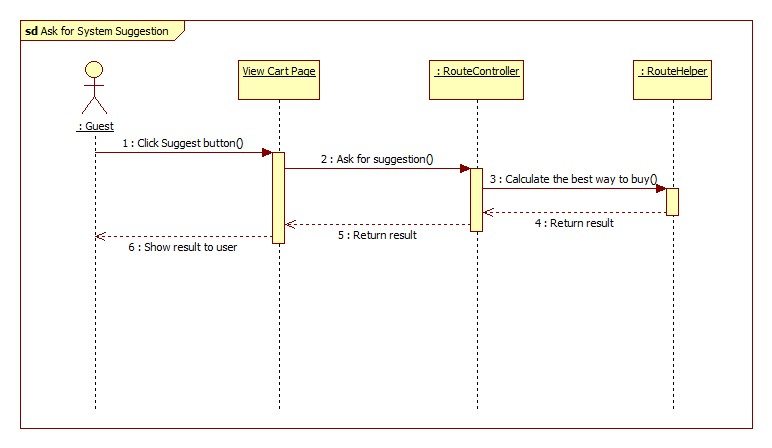 sd Ask for System Suggestion
View Cart Page
: RouteController
: RouteHelper
: Guest
1 : Click Suggest button()
2 : Ask for suggestion()
3 : Calculate the best way to buy()
4 : Return result
5 : Return result
6 : Show result to user